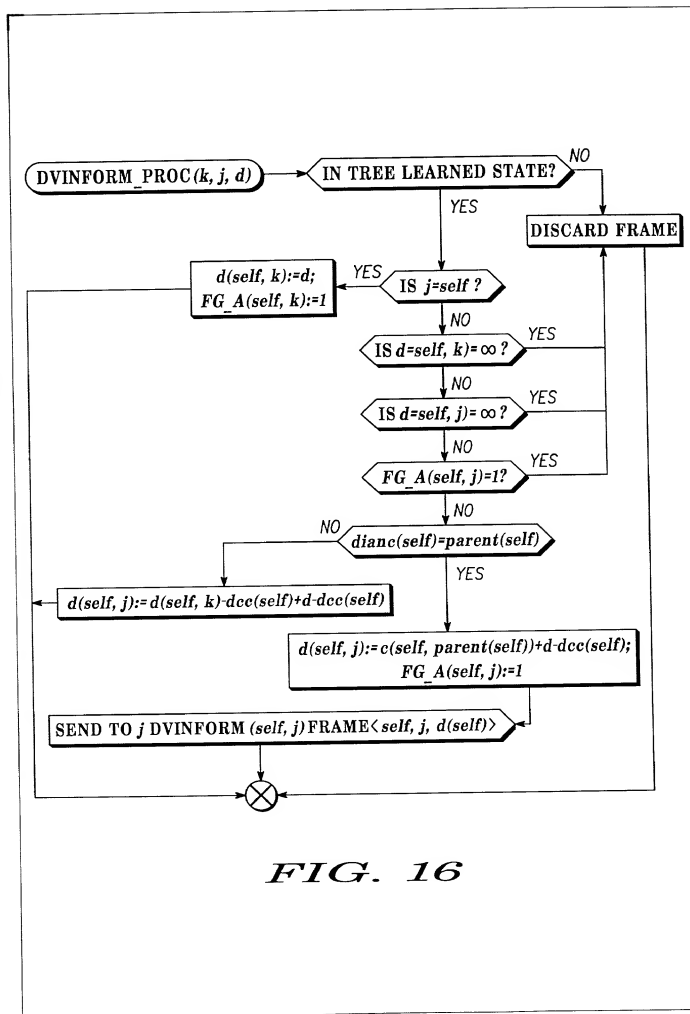 DVINFORM_PROC(k, j, d)
IN TREE LEARNED STATE?
NO
YES
DISCARD FRAME
d(self, k):=d;
FG_A(self, k):=1
YES
IS j=self ?
NO
IS d=self, k)=∞ ?
YES
NO
IS d=self, j)=∞ ?
YES
NO
FG_A(self, j)=1?
YES
NO
NO
dianc(self)=parent(self)
YES
d(self, j):=d(self, k)-dcc(self)+d-dcc(self)
d(self, j):=c(self, parent(self))+d-dcc(self);
FG_A(self, j):=1
SEND TO j DVINFORM (self, j) FRAME<self, j, d(self)>
FIG. 16